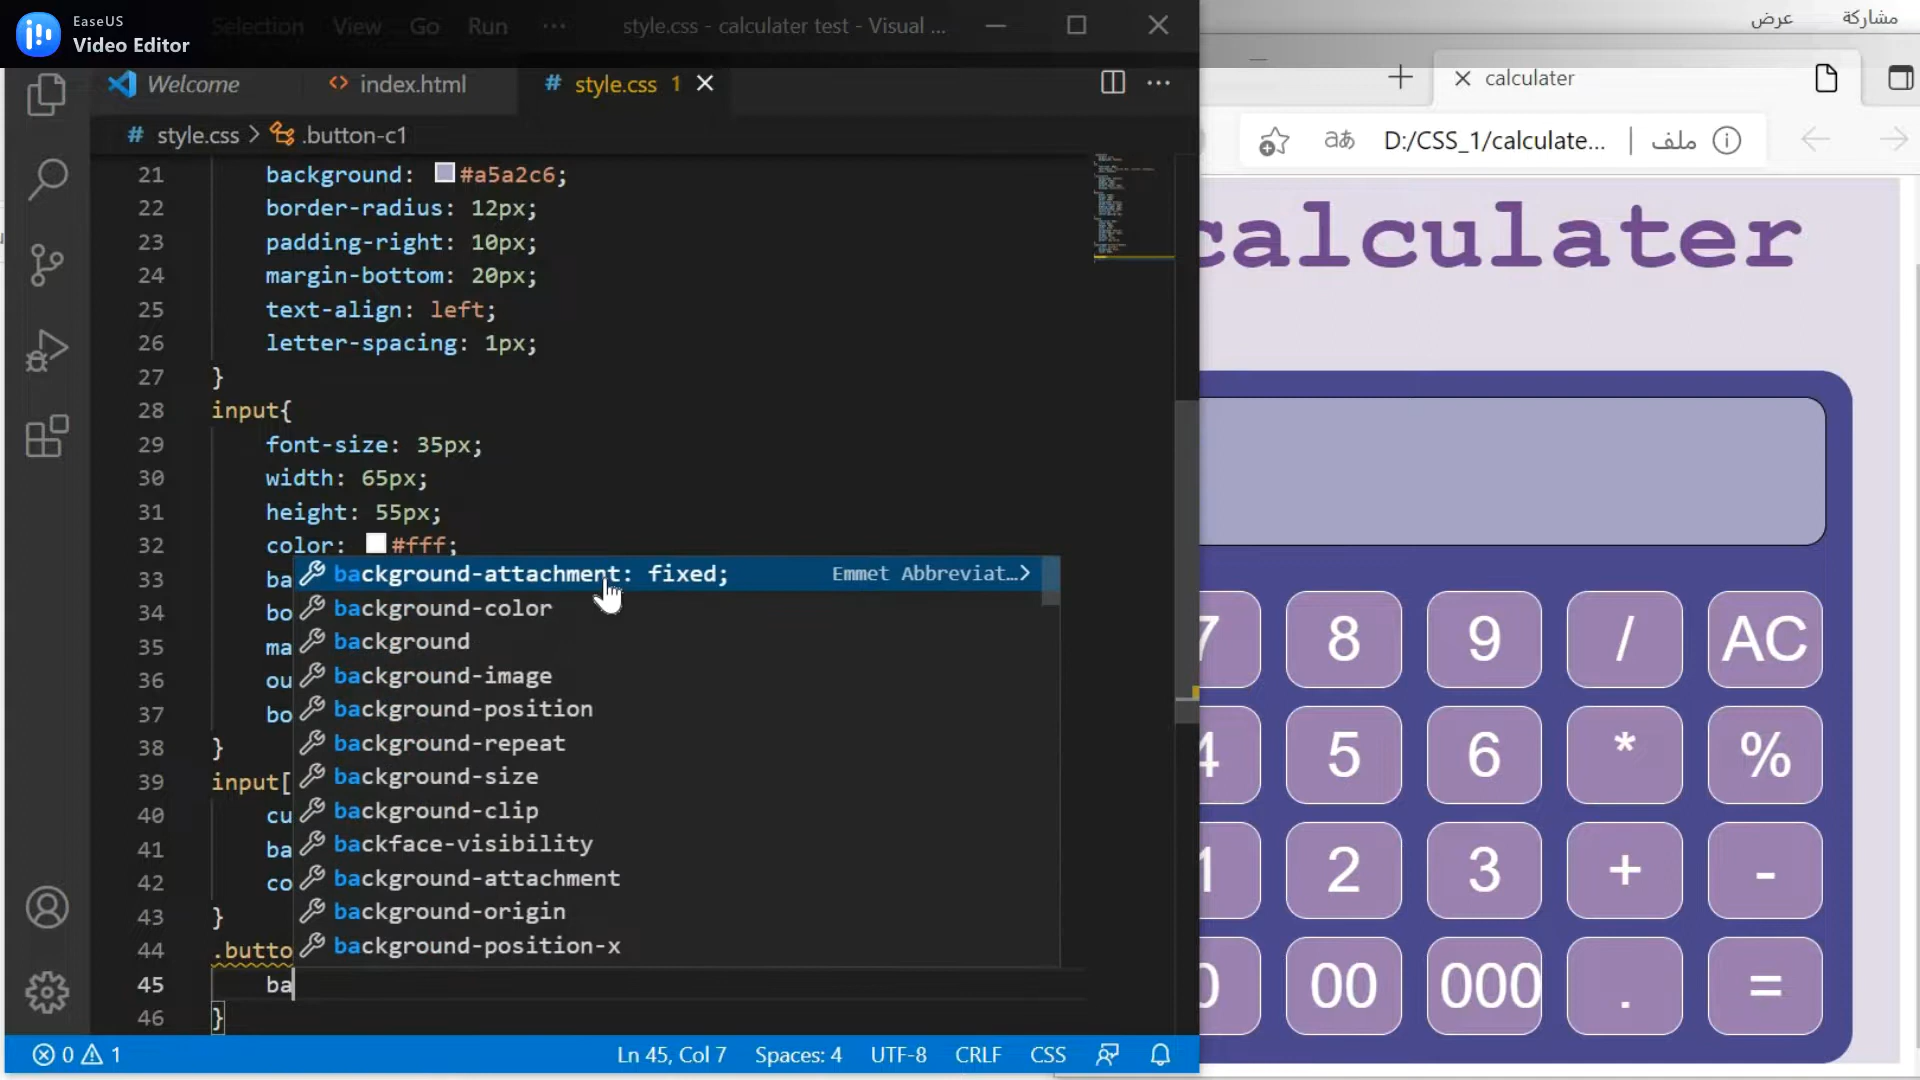 EaseUS
Video Editor
Selection View Go Run ··· style.css - calculater test - Visual ...
Welcome <> index.html # style.css 1
# style.css > .button-c1
21 background: #a5a2c6;
22 border-radius: 12px;
23 padding-right: 10px;
24 margin-bottom: 20px;
25 text-align: left;
26 letter-spacing: 1px;
27 }
28 input{
29 font-size: 35px;
30 width: 65px;
31 height: 55px;
32 color: #fff;
33 ba
34 bo
35 ma
36 ou
37 bo
38 }
39 input[
40 cu
41 ba
42 co
43 }
44 .butto
45 ba
46 }
background-attachment: fixed; Emmet Abbreviat…>
background-color
background
background-image
background-position
background-repeat
background-size
background-clip
backface-visibility
background-attachment
background-origin
background-position-x
0 1 Ln 45, Col 7 Spaces: 4 UTF-8 CRLF CSS
مشاركة عرض
calculater
D:/CSS_1/calculate... | ملف
calculater
7 8 9 / AC
4 5 6 * %
1 2 3 + -
0 00 000 . =